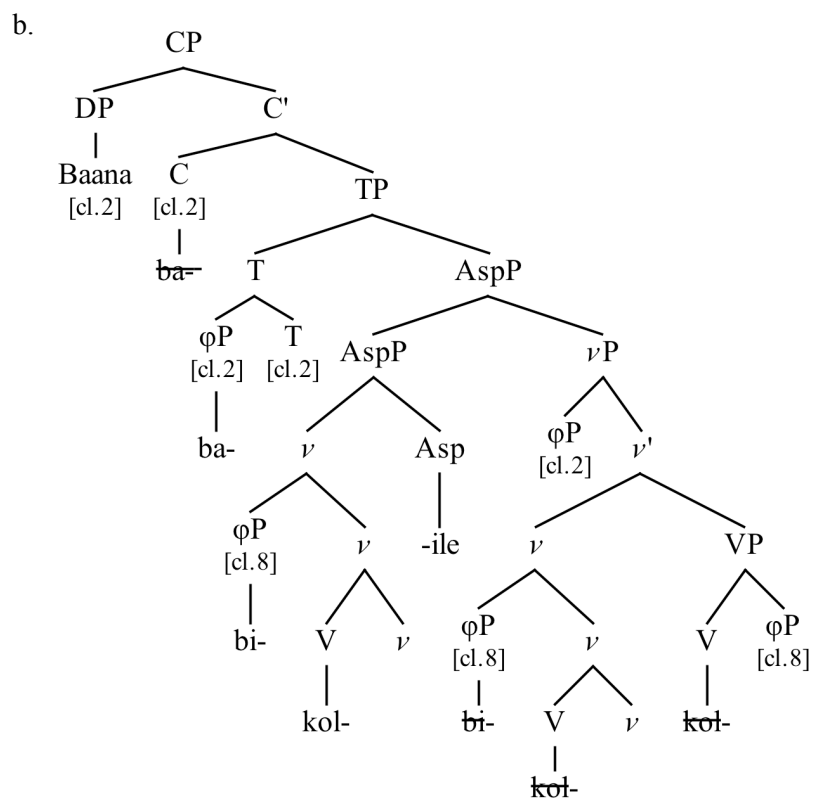 b.
CP
DP C'
Baana C TP
[cl.2] [cl.2]
ba- T AspP
φP T AspP νP
[cl.2] [cl.2]
ba- ν Asp φP ν'
[cl.2]
φP ν -ile ν VP
[cl.8]
bi- V ν φP ν V φP
[cl.8] [cl.8]
kol- bi- V ν kol-
kol-